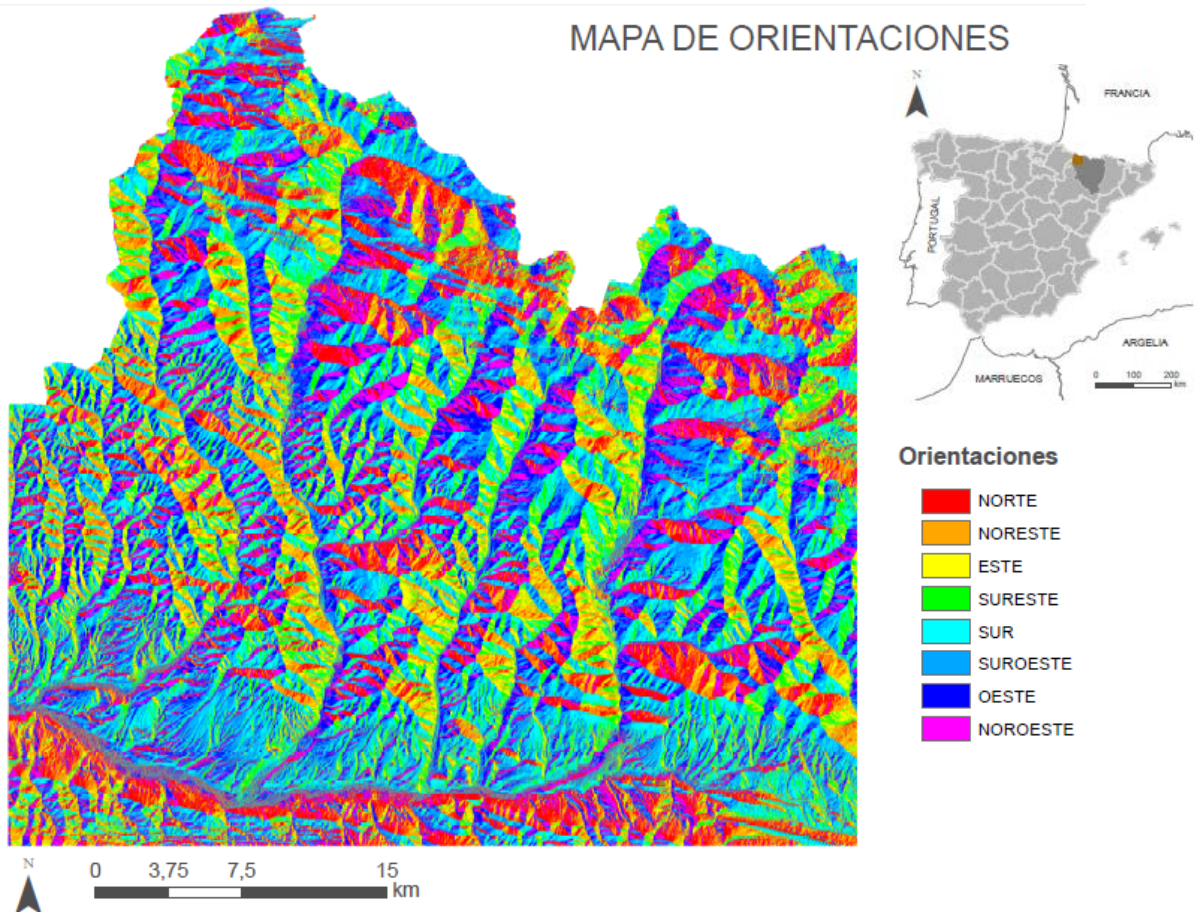 MAPA DE ORIENTACIONES
N
FRANCIA
PORTUGAL
ARGELIA
MARRUECOS
0 100 200
km
Orientaciones
NORTE
NORESTE
ESTE
SURESTE
SUR
SUROESTE
OESTE
NOROESTE
N
0 3,75 7,5 15
km